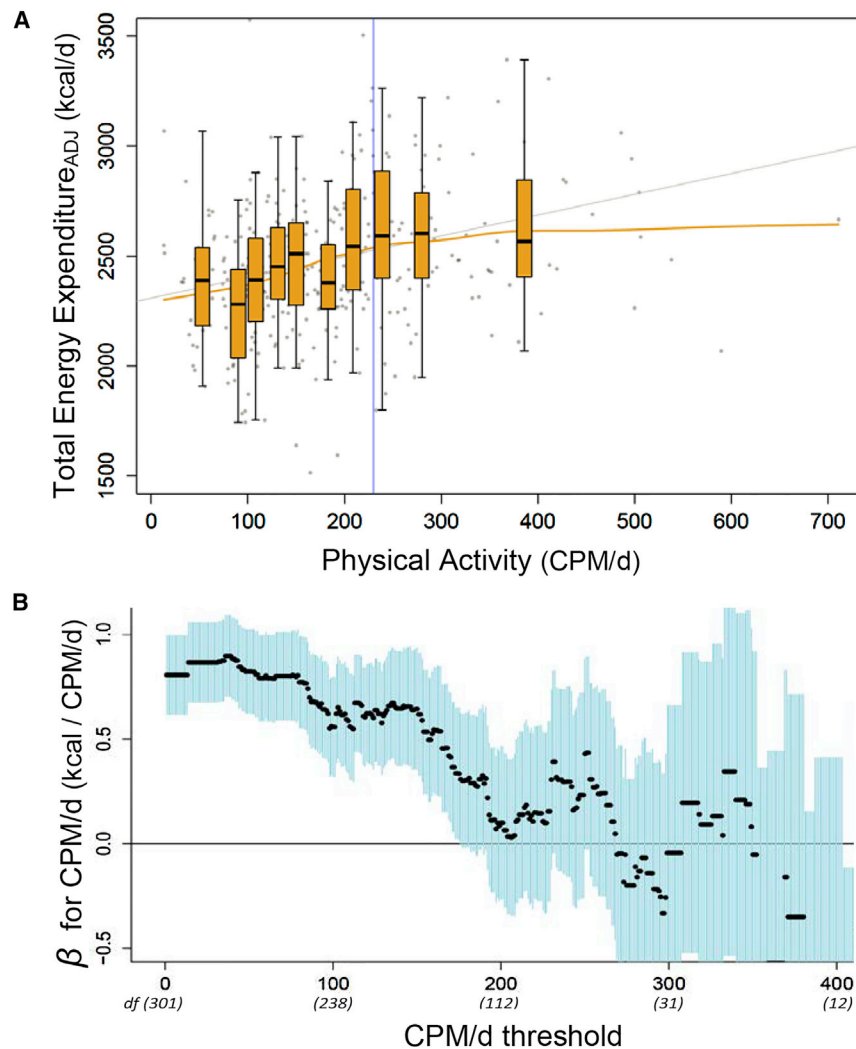 A
Total Energy Expenditure ADJ (kcal/d)
3500
3000
2500
2000
1500
0 100 200 300 400 500 600 700
Physical Activity (CPM/d)
B
β for CPM/d (kcal / CPM/d)
1.0
0.5
0.0
−0.5
0 100 200 300 400
df (301) (238) (112) (31) (12)
CPM/d threshold